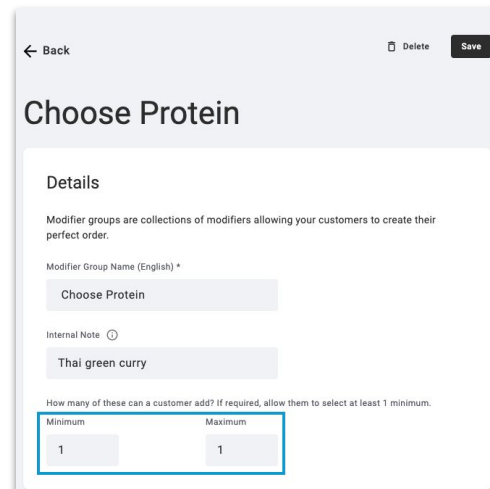 ← Back
Delete
Save
Choose Protein
Details
Modifier groups are collections of modifiers allowing your customers to create their
perfect order.
Modifier Group Name (English) *
Choose Protein
Internal Note
Thai green curry
How many of these can a customer add? If required, allow them to select at least 1 minimum.
Minimum
Maximum
1
1